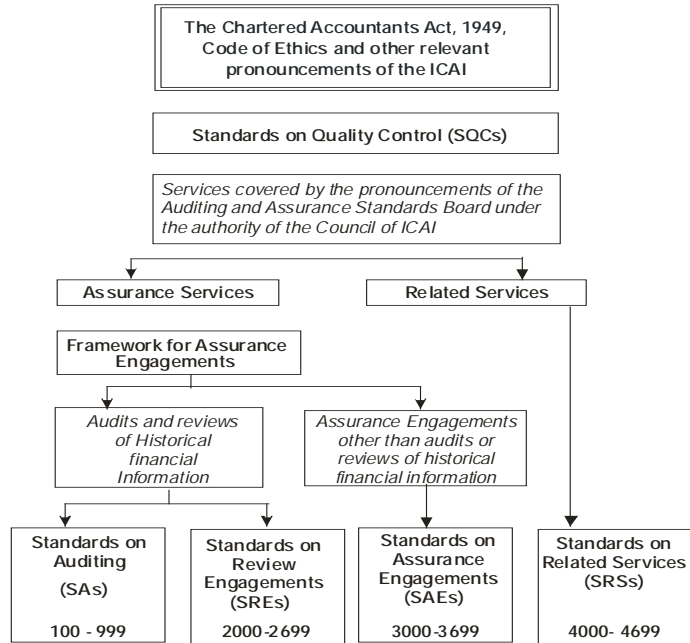 The Chartered Accountants Act, 1949,
Code of Ethics and other relevant
pronouncements of the ICAI
Standards on Quality Control (SQCs)
Services covered by the pronouncements of the
Auditing and Assurance Standards Board under
the authority of the Council of ICAI
Assurance Services
Related Services
Framework for Assurance
Engagements
Audits and reviews
of Historical
financial
Information
Assurance Engagements
other than audits or
reviews of historical
financial information
Standards on
Auditing
(SAs)
100 - 999
Standards on
Review
Engagements
(SREs)
2000-2699
Standards on
Assurance
Engagements
(SAEs)
3000-3699
Standards on
Related Services
(SRSs)
4000- 4699